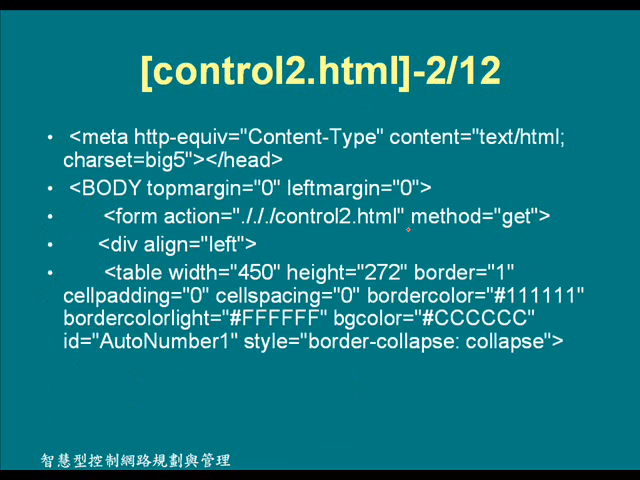 [control2.html]-2/12
• <meta http-equiv="Content-Type" content="text/html;
charset=big5"></head>
• <BODY topmargin="0" leftmargin="0">
• <form action="./././control2.html" method="get">
• <div align="left">
• <table width="450" height="272" border="1"
cellpadding="0" cellspacing="0" bordercolor="#111111"
bordercolorlight="#FFFFFF" bgcolor="#CCCCCC"
id="AutoNumber1" style="border-collapse: collapse">
智慧型控制網路規劃與管理